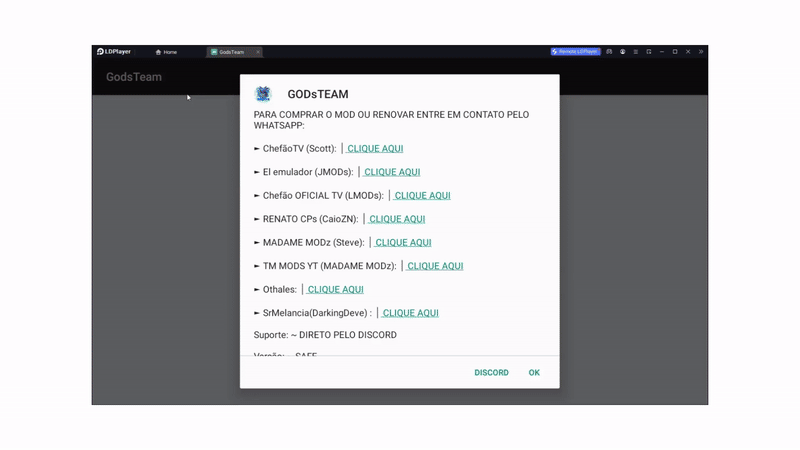 LDPlayer
Home
GodsTeam
GodsTeam
GODsTEAM
PARA COMPRAR O MOD OU RENOVAR ENTRE EM CONTATO PELO
WHATSAPP:
► ChefãoTV (Scott): | CLIQUE AQUI
► El emulador (JMODs): | CLIQUE AQUI
► Chefão OFICIAL TV (LMODs): | CLIQUE AQUI
► RENATO CPs (CaioZN): | CLIQUE AQUI
► MADAME MODz (Steve): | CLIQUE AQUI
► TM MODS YT (MADAME MODz): | CLIQUE AQUI
► Othales: | CLIQUE AQUI
► SrMelancia(DarkingDeve) : | CLIQUE AQUI
Suporte: ~ DIRETO PELO DISCORD
Versão: ~ SAFE
DISCORD OK